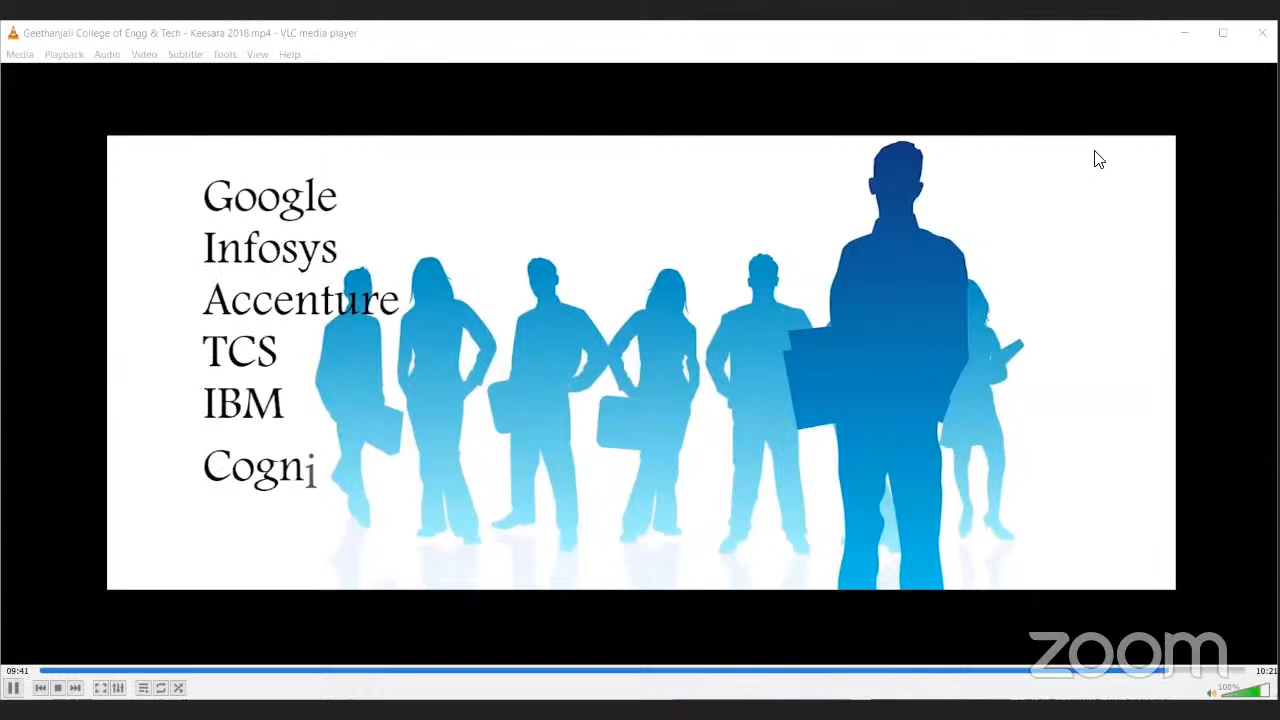 Geethanjali College of Engg & Tech - Keesara 2018.mp4 - VLC media player
Media Playback Audio Video Subtitle Tools View Help
Google
Infosys
Accenture
TCS
IBM
Cogni
zoom
09:41
10:21
100%